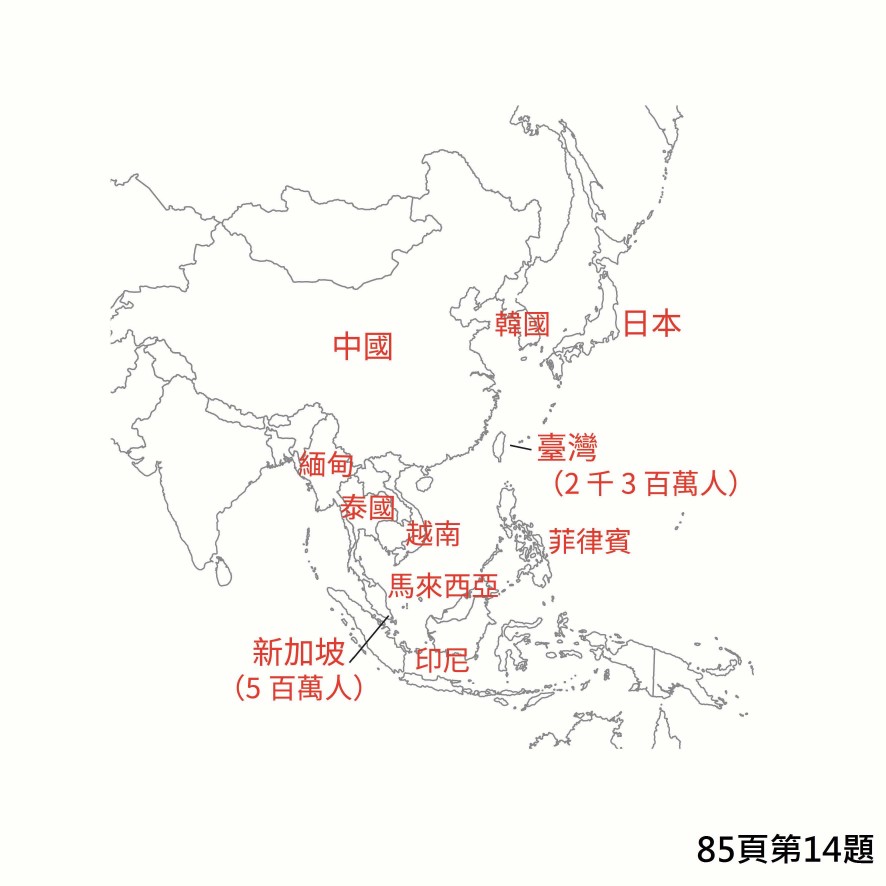 韓國
日本
中國
臺灣
（2 千 3 百萬人）
緬甸
泰國
越南
菲律賓
馬來西亞
新加坡
（5 百萬人）
印尼
85頁第14題